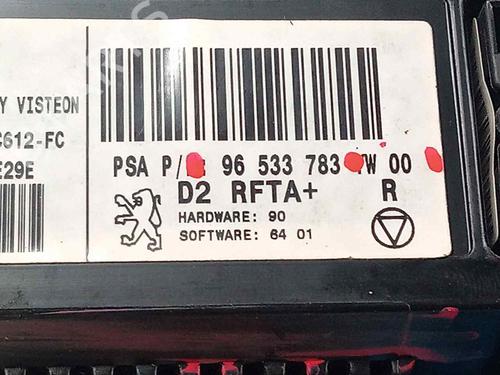 Y VISTEON
C612-FC
E29E
PSA P/ 96 533 783 W 00
D2 RFTA+ R
HARDWARE: 90
SOFTWARE: 64 01